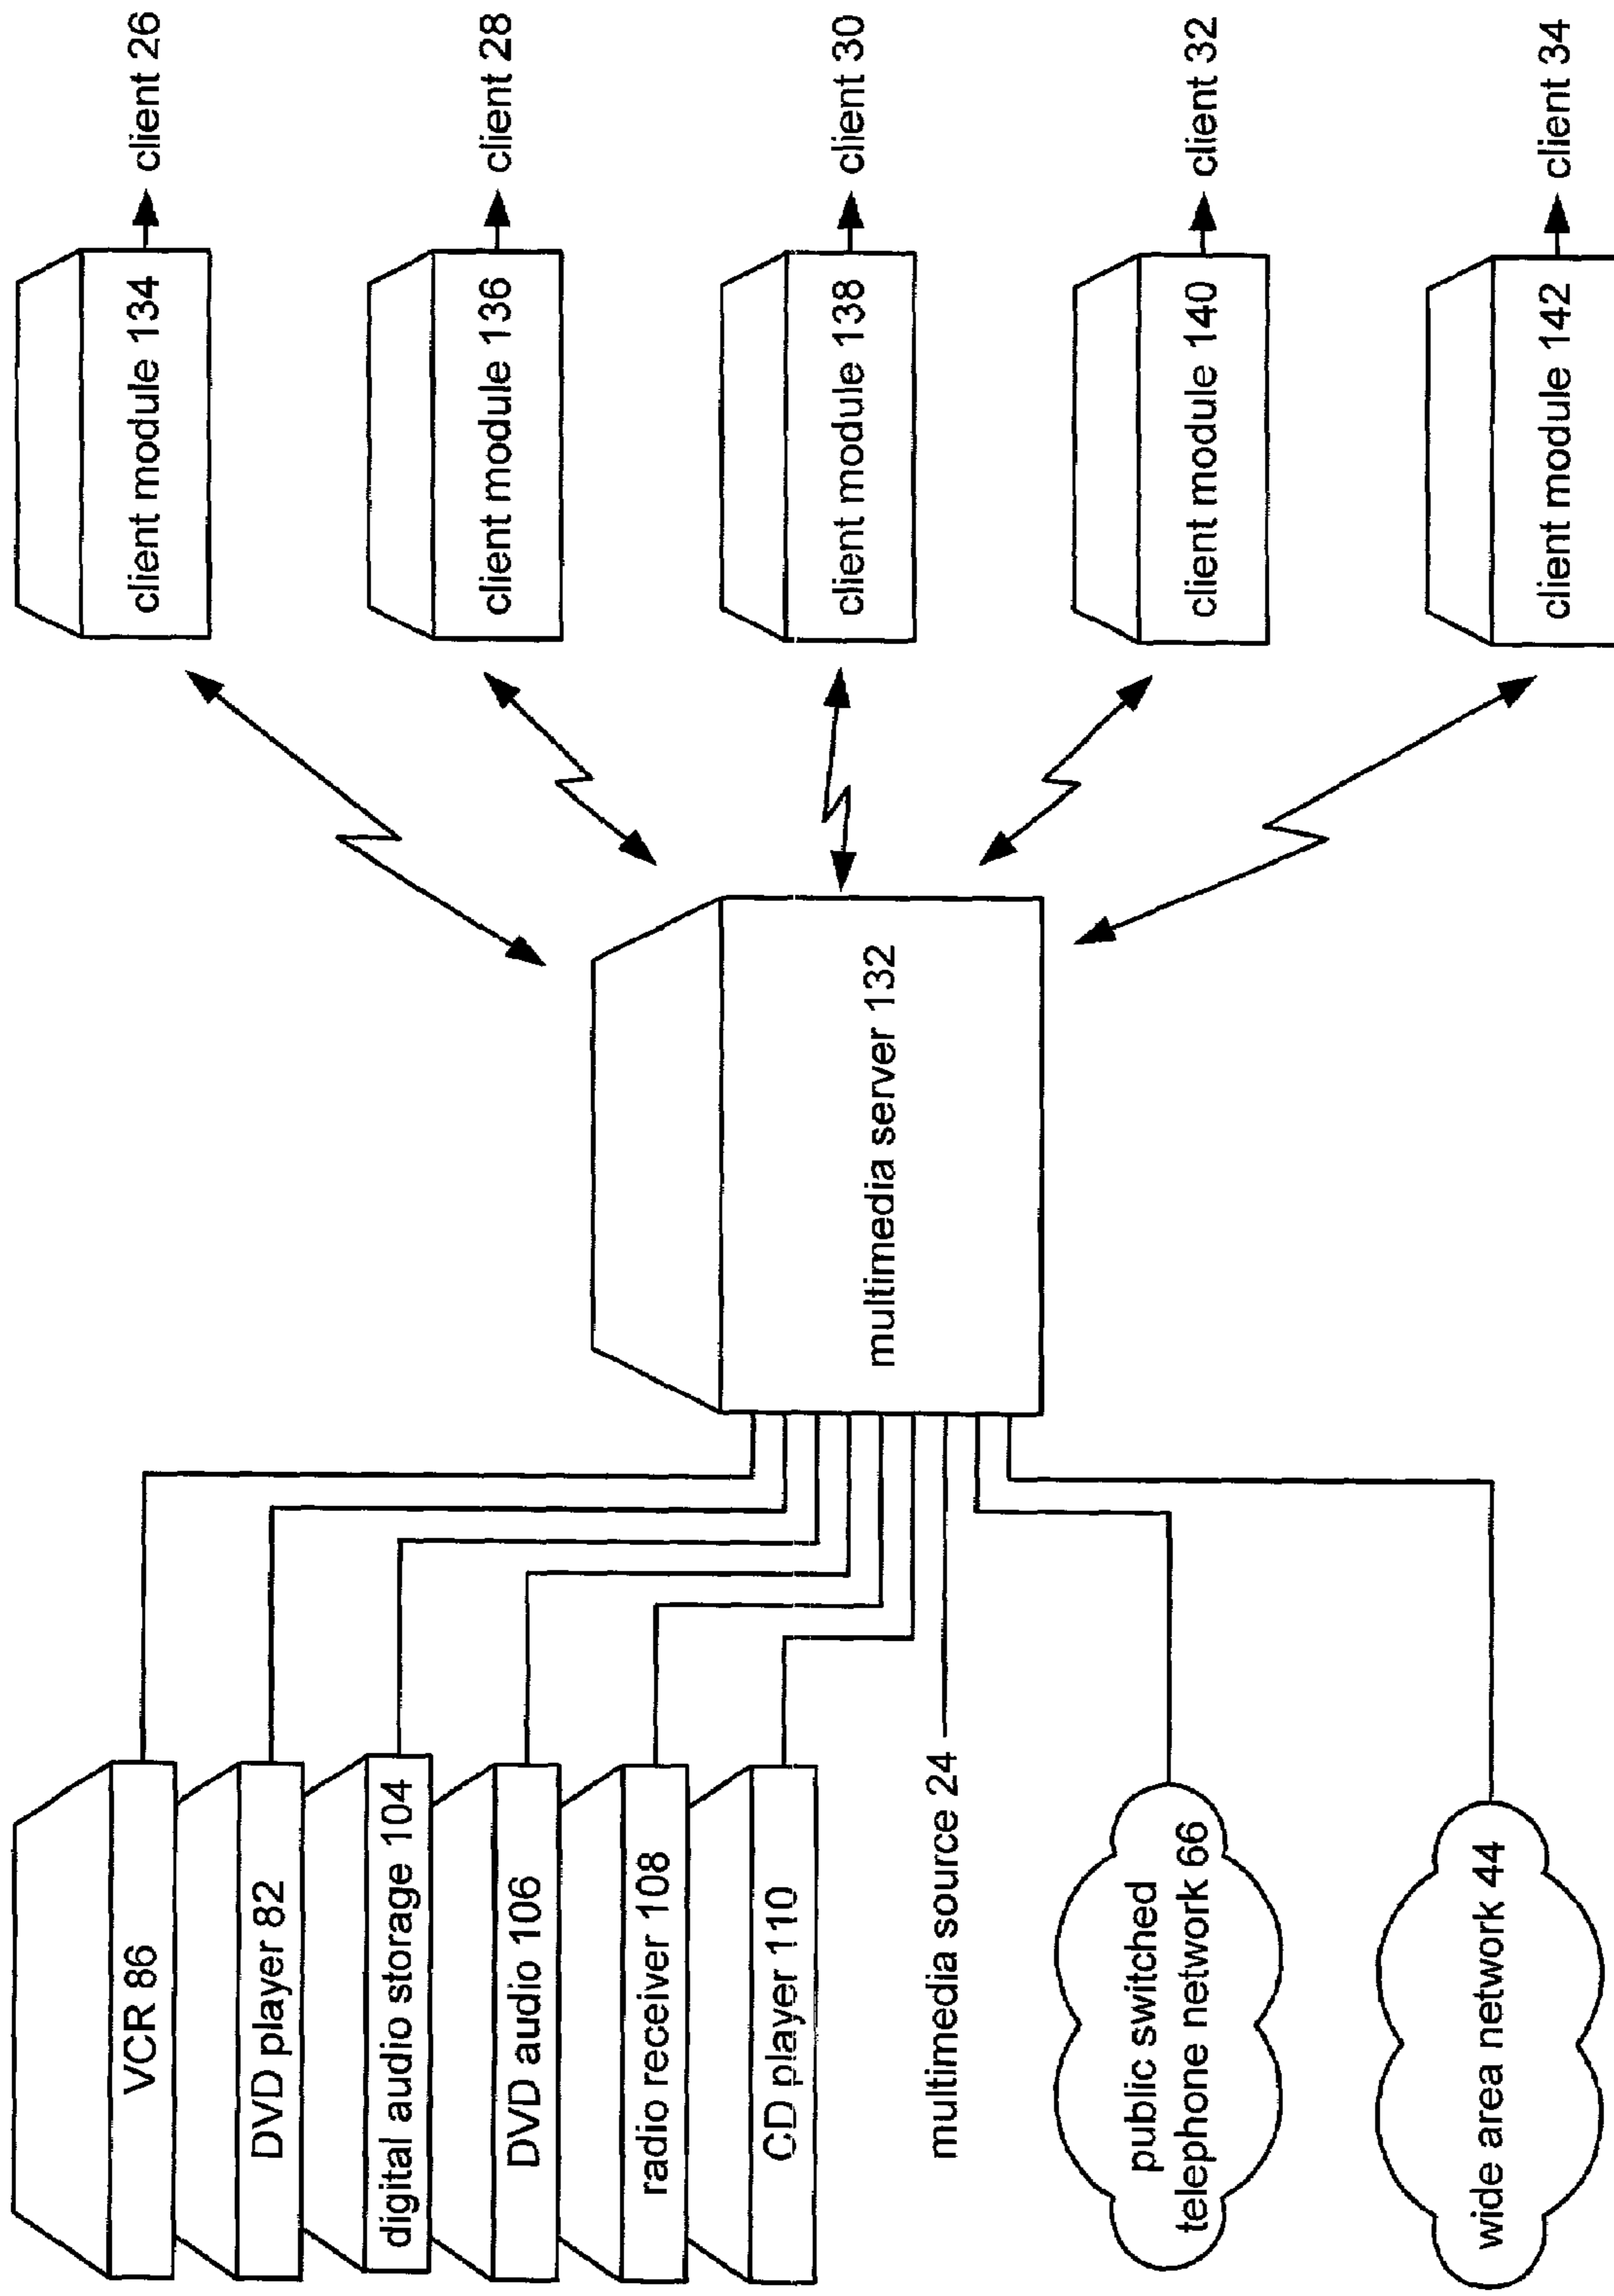 VCR 86
DVD player 82
digital audio storage 104
DVD audio 106
radio receiver 108
CD player 110
multimedia source 24
public switched
telephone network 66
wide area network 44
multimedia server 132
client module 134
client 26
client module 136
client 28
client module 138
client 30
client module 140
client 32
client module 142
client 34